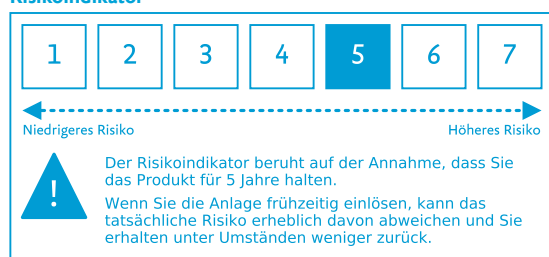 Risikoindikator
1 2 3 4 5 6 7
Niedrigeres Risiko Höheres Risiko
! Der Risikoindikator beruht auf der Annahme, dass Sie
das Produkt für 5 Jahre halten.
Wenn Sie die Anlage frühzeitig einlösen, kann das
tatsächliche Risiko erheblich davon abweichen und Sie
erhalten unter Umständen weniger zurück.